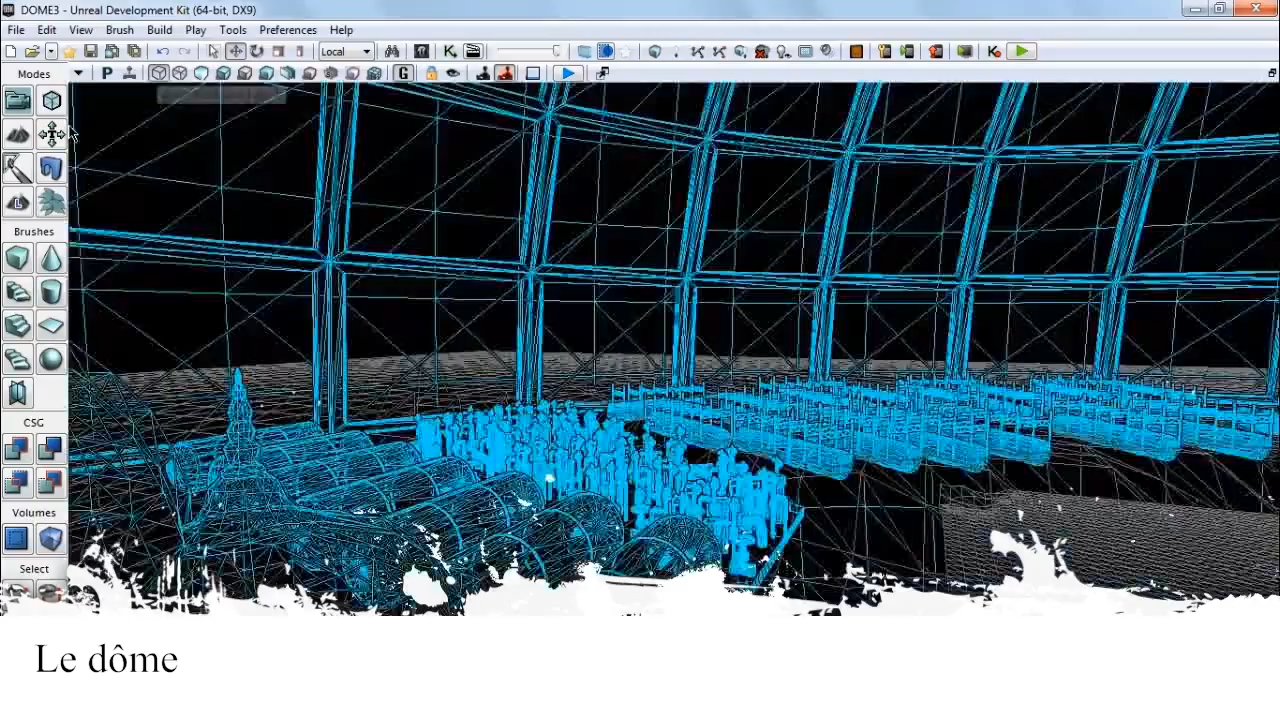 DOME3 - Unreal Development Kit (64-bit, DX9)
File Edit View Brush Build Play Tools Preferences Help
Local
Modes
P
G
L
Brushes
CSG
Volumes
Select
Le dôme